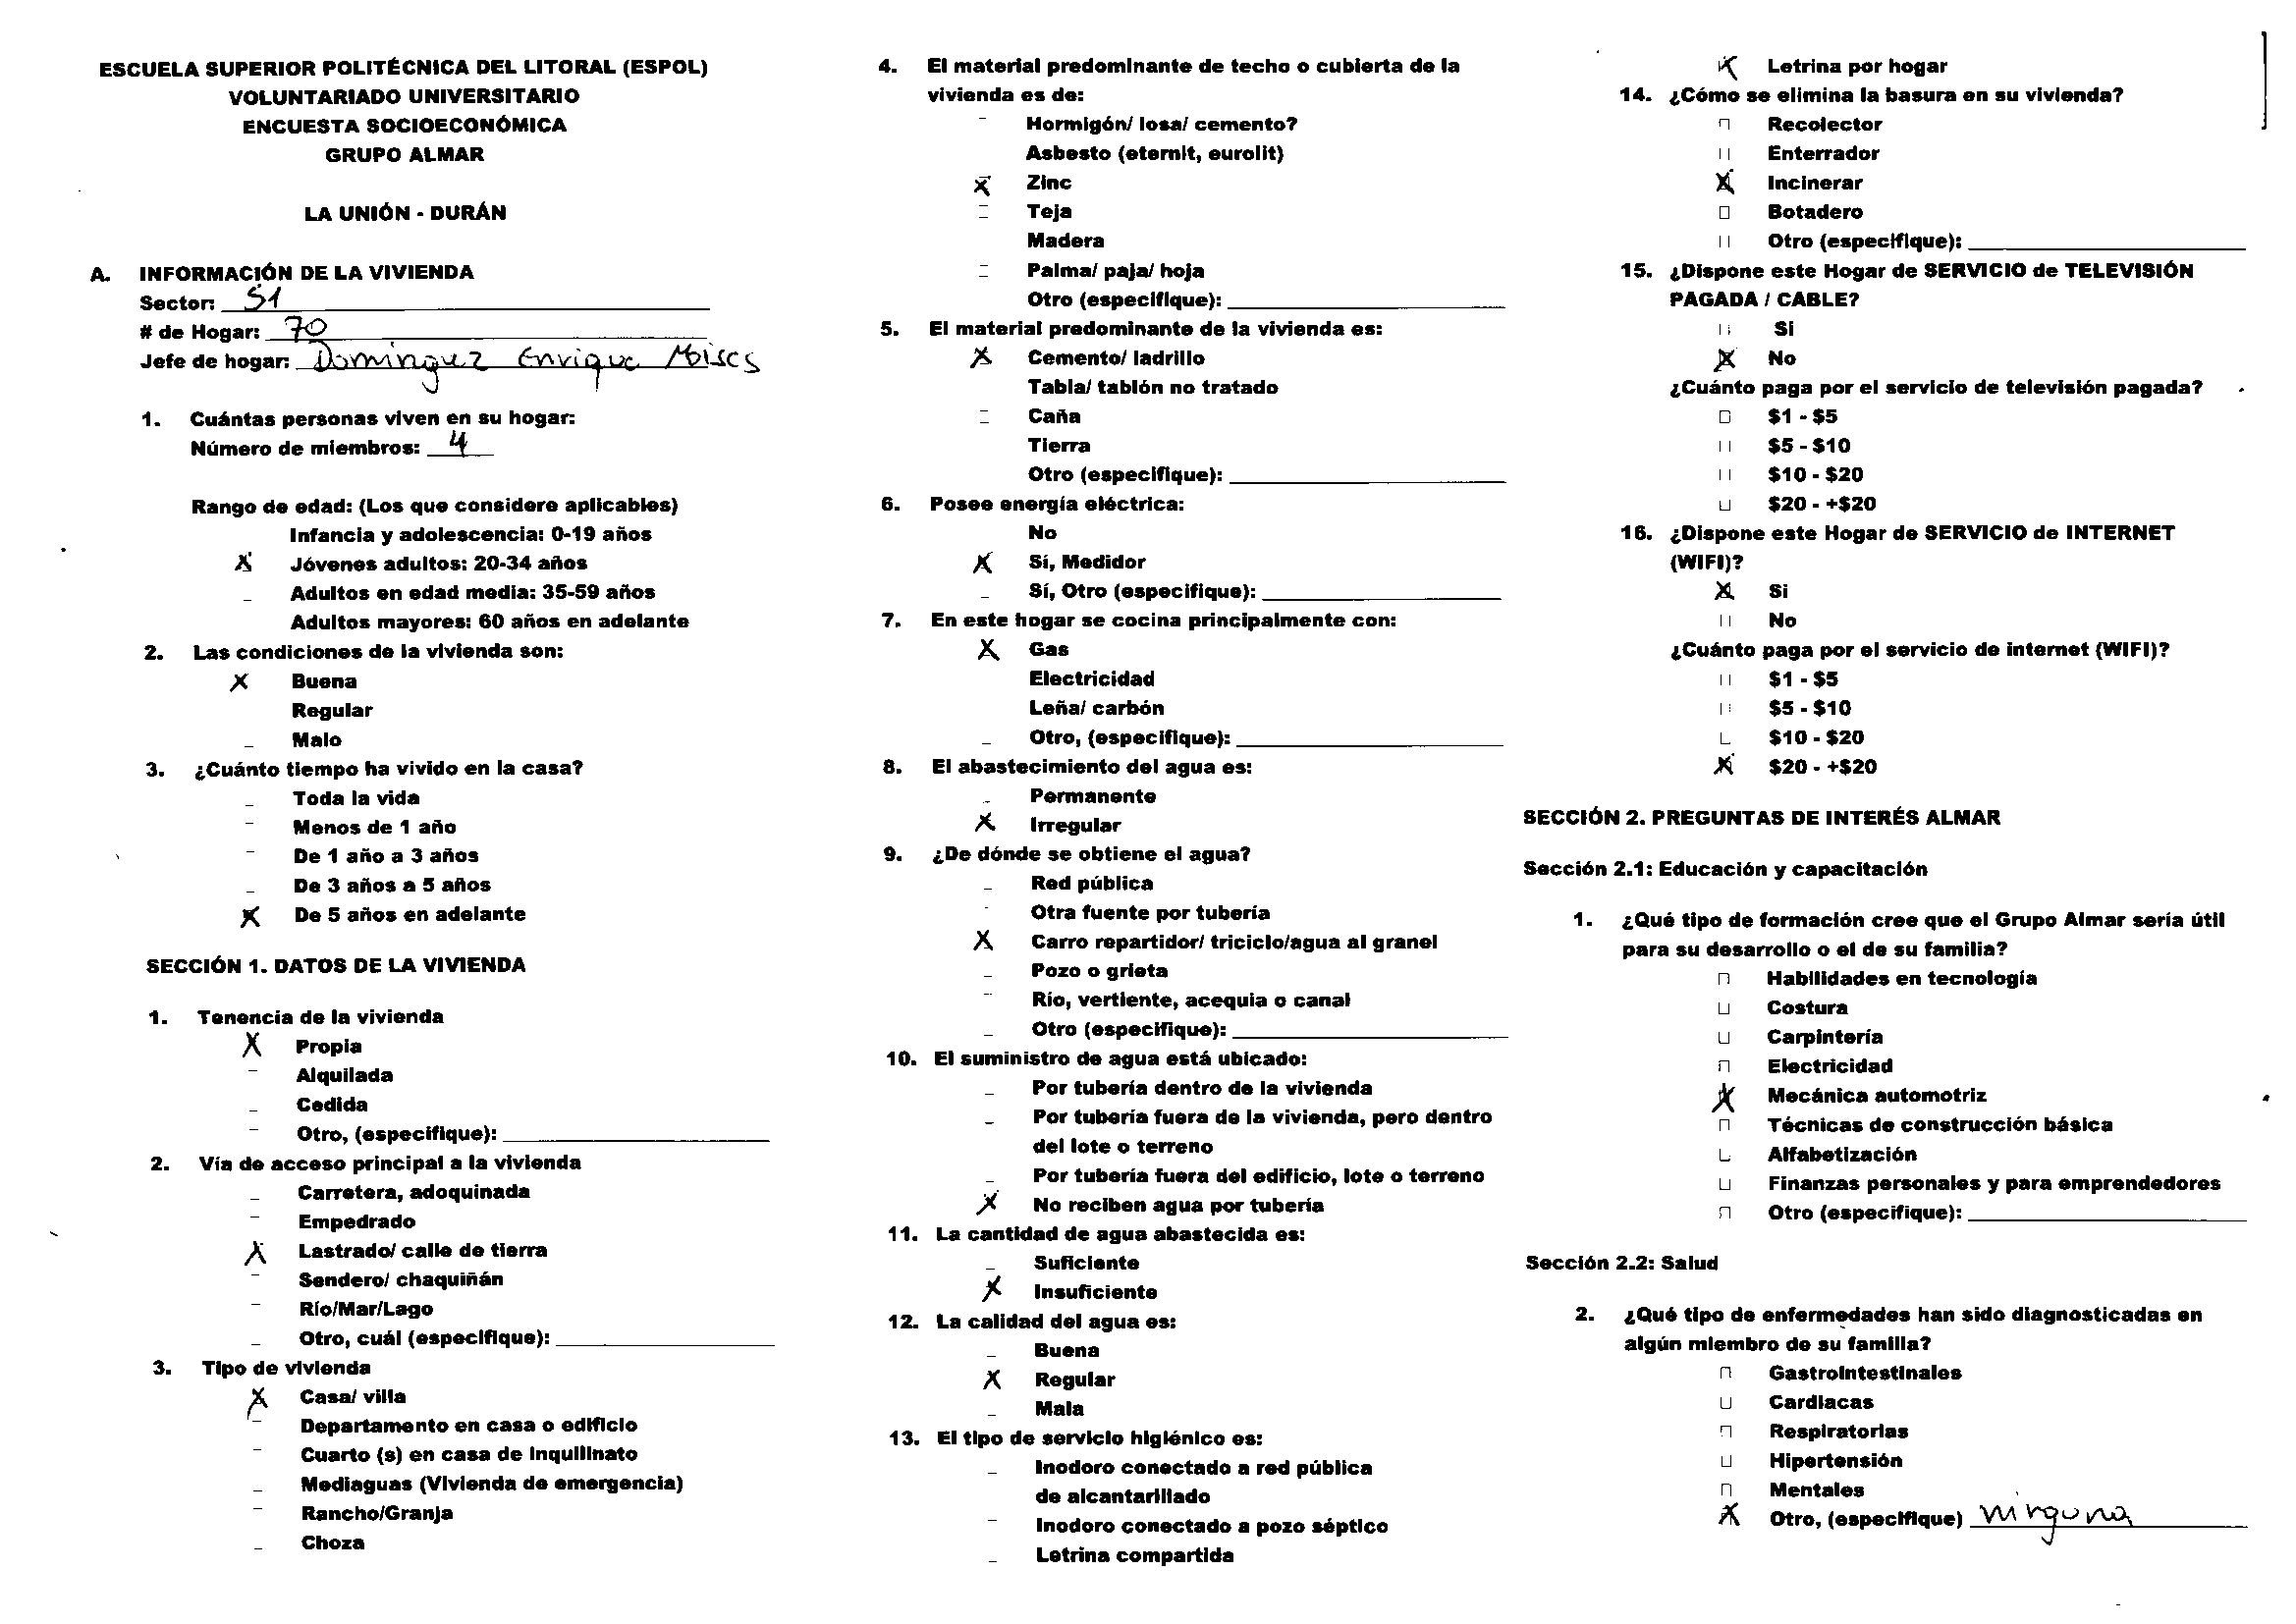 ESCUELA SUPERIOR POLITÉCNICA DEL LITORAL (ESPOL)
VOLUNTARIADO UNIVERSITARIO
ENCUESTA SOCIOECONÓMICA
GRUPO ALMAR
LA UNIÓN - DURÁN
A. INFORMACIÓN DE LA VIVIENDA
Sector: S1
# de Hogar: 70
Jefe de hogar: Dominguez Enrique Moises
1. Cuántas personas viven en su hogar:
Número de miembros: 4
Rango de edad: (Los que considere aplicables)
Infancia y adolescencia: 0-19 años
X Jóvenes adultos: 20-34 años
Adultos en edad media: 35-59 años
Adultos mayores: 60 años en adelante
2. Las condiciones de la vivienda son:
X Buena
Regular
Malo
3. ¿Cuánto tiempo ha vivido en la casa?
Toda la vida
Menos de 1 año
De 1 año a 3 años
De 3 años a 5 años
X De 5 años en adelante
SECCIÓN 1. DATOS DE LA VIVIENDA
1. Tenencia de la vivienda
X Propia
Alquilada
Cedida
Otro, (especifique):
2. Vía de acceso principal a la vivienda
Carretera, adoquinada
Empedrado
X Lastrado/ calle de tierra
Sendero/ chaquiñán
Río/Mar/Lago
Otro, cuál (especifique):
3. Tipo de vivienda
X Casa/ villa
Departamento en casa o edificio
Cuarto (s) en casa de inquilinato
Mediaguas (Vivienda de emergencia)
Rancho/Granja
Choza
4. El material predominante de techo o cubierta de la
vivienda es de:
Hormigón/ losa/ cemento?
Asbesto (eternit, eurolit)
X Zinc
Teja
Madera
Palma/ paja/ hoja
Otro (especifique):
5. El material predominante de la vivienda es:
X Cemento/ ladrillo
Tabla/ tablón no tratado
Caña
Tierra
Otro (especifique):
6. Posee energía eléctrica:
No
X Sí, Medidor
Sí, Otro (especifique):
7. En este hogar se cocina principalmente con:
X Gas
Electricidad
Leña/ carbón
Otro, (especifique):
8. El abastecimiento del agua es:
Permanente
X Irregular
9. ¿De dónde se obtiene el agua?
Red pública
Otra fuente por tubería
X Carro repartidor/ triciclo/agua al granel
Pozo o grieta
Río, vertiente, acequia o canal
Otro (especifique):
10. El suministro de agua está ubicado:
Por tubería dentro de la vivienda
Por tubería fuera de la vivienda, pero dentro
del lote o terreno
Por tubería fuera del edificio, lote o terreno
X No reciben agua por tubería
11. La cantidad de agua abastecida es:
Suficiente
X Insuficiente
12. La calidad del agua es:
Buena
X Regular
Mala
13. El tipo de servicio higiénico es:
Inodoro conectado a red pública
de alcantarillado
Inodoro conectado a pozo séptico
Letrina compartida
X Letrina por hogar
14. ¿Cómo se elimina la basura en su vivienda?
Recolector
Enterrador
X Incinerar
Botadero
Otro (especifique):
15. ¿Dispone este Hogar de SERVICIO de TELEVISIÓN
PAGADA / CABLE?
Si
X No
¿Cuánto paga por el servicio de televisión pagada?
$1 - $5
$5 - $10
$10 - $20
$20 - +$20
16. ¿Dispone este Hogar de SERVICIO de INTERNET
(WIFI)?
X Si
No
¿Cuánto paga por el servicio de internet (WIFI)?
$1 - $5
$5 - $10
$10 - $20
X $20 - +$20
SECCIÓN 2. PREGUNTAS DE INTERÉS ALMAR
Sección 2.1: Educación y capacitación
1. ¿Qué tipo de formación cree que el Grupo Almar sería útil
para su desarrollo o el de su familia?
Habilidades en tecnología
Costura
Carpintería
Electricidad
X Mecánica automotriz
Técnicas de construcción básica
Alfabetización
Finanzas personales y para emprendedores
Otro (especifique):
Sección 2.2: Salud
2. ¿Qué tipo de enfermedades han sido diagnosticadas en
algún miembro de su familia?
Gastrointestinales
Cardiacas
Respiratorias
Hipertensión
Mentales
X Otro, (especifique) ninguna